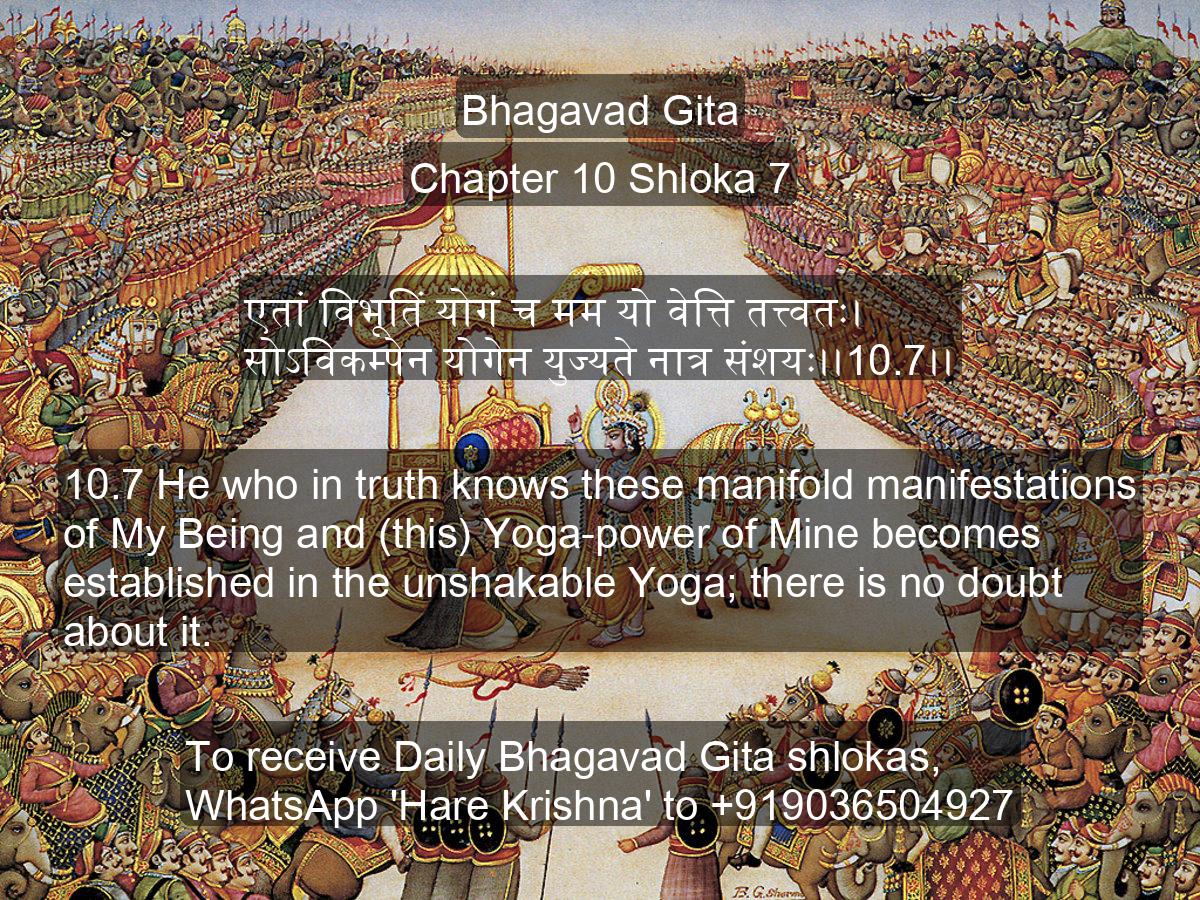 Bhagavad Gita
Chapter 10 Shloka 7
एतां विभूतिं योगं च मम यो वेत्ति तत्त्वतः।
सोऽविकम्पेन योगेन युज्यते नात्र संशयः।।10.7।।
10.7 He who in truth knows these manifold manifestations
of My Being and (this) Yoga-power of Mine becomes
established in the unshakable Yoga; there is no doubt
about it.
To receive Daily Bhagavad Gita shlokas,
WhatsApp 'Hare Krishna' to +919036504927
B.G. Sharma